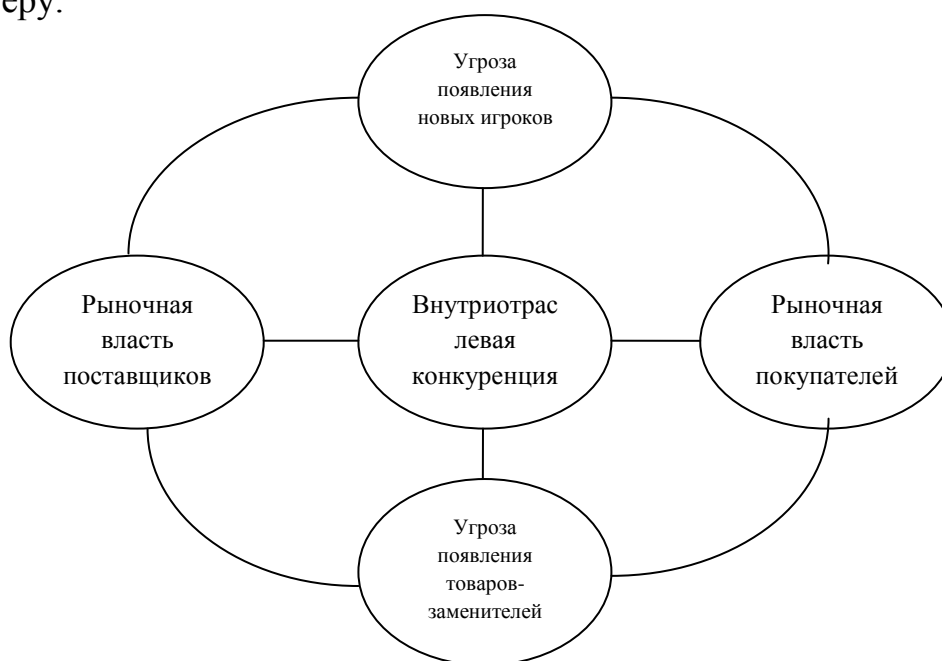 еру.
Угроза
появления
новых игроков
Рыночная
власть
поставщиков
Внутриотрас
левая
конкуренция
Рыночная
власть
покупателей
Угроза
появления
товаров-
заменителей